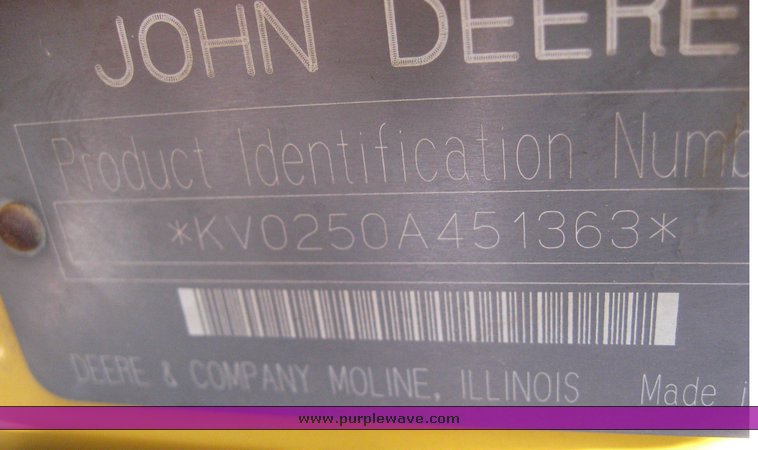 JOHN DEERE
Product Identification Numb
*KV0250A451363*
DEERE & COMPANY MOLINE, ILLINOIS Made i
www.purplewave.com